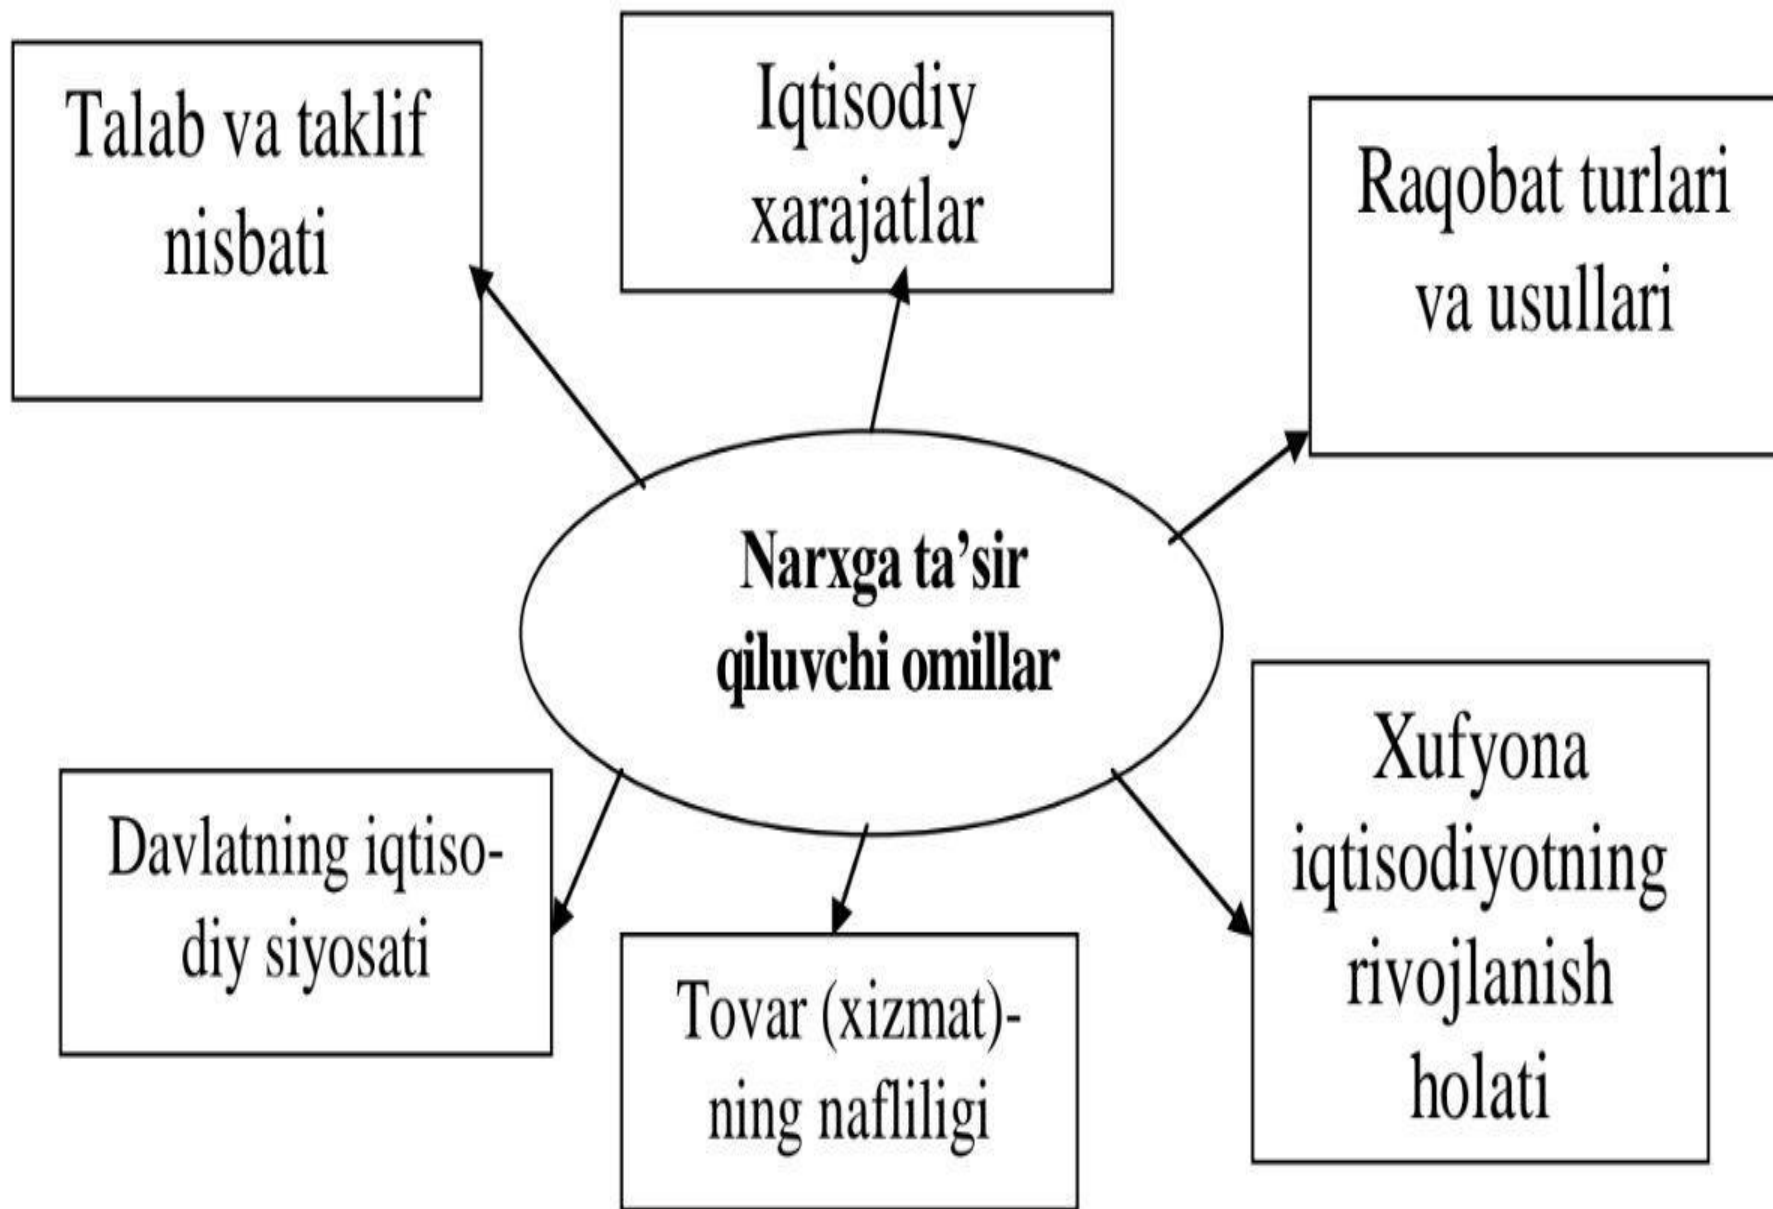 Talab va taklif
nisbati
Iqtisodiy
xarajatlar
Raqobat turlari
va usullari
Narxga ta’sir
qiluvchi omillar
Davlatning iqtiso-
diy siyosati
Tovar (xizmat)-
ning nafliligi
Xufyona
iqtisodiyotning
rivojlanish
holati